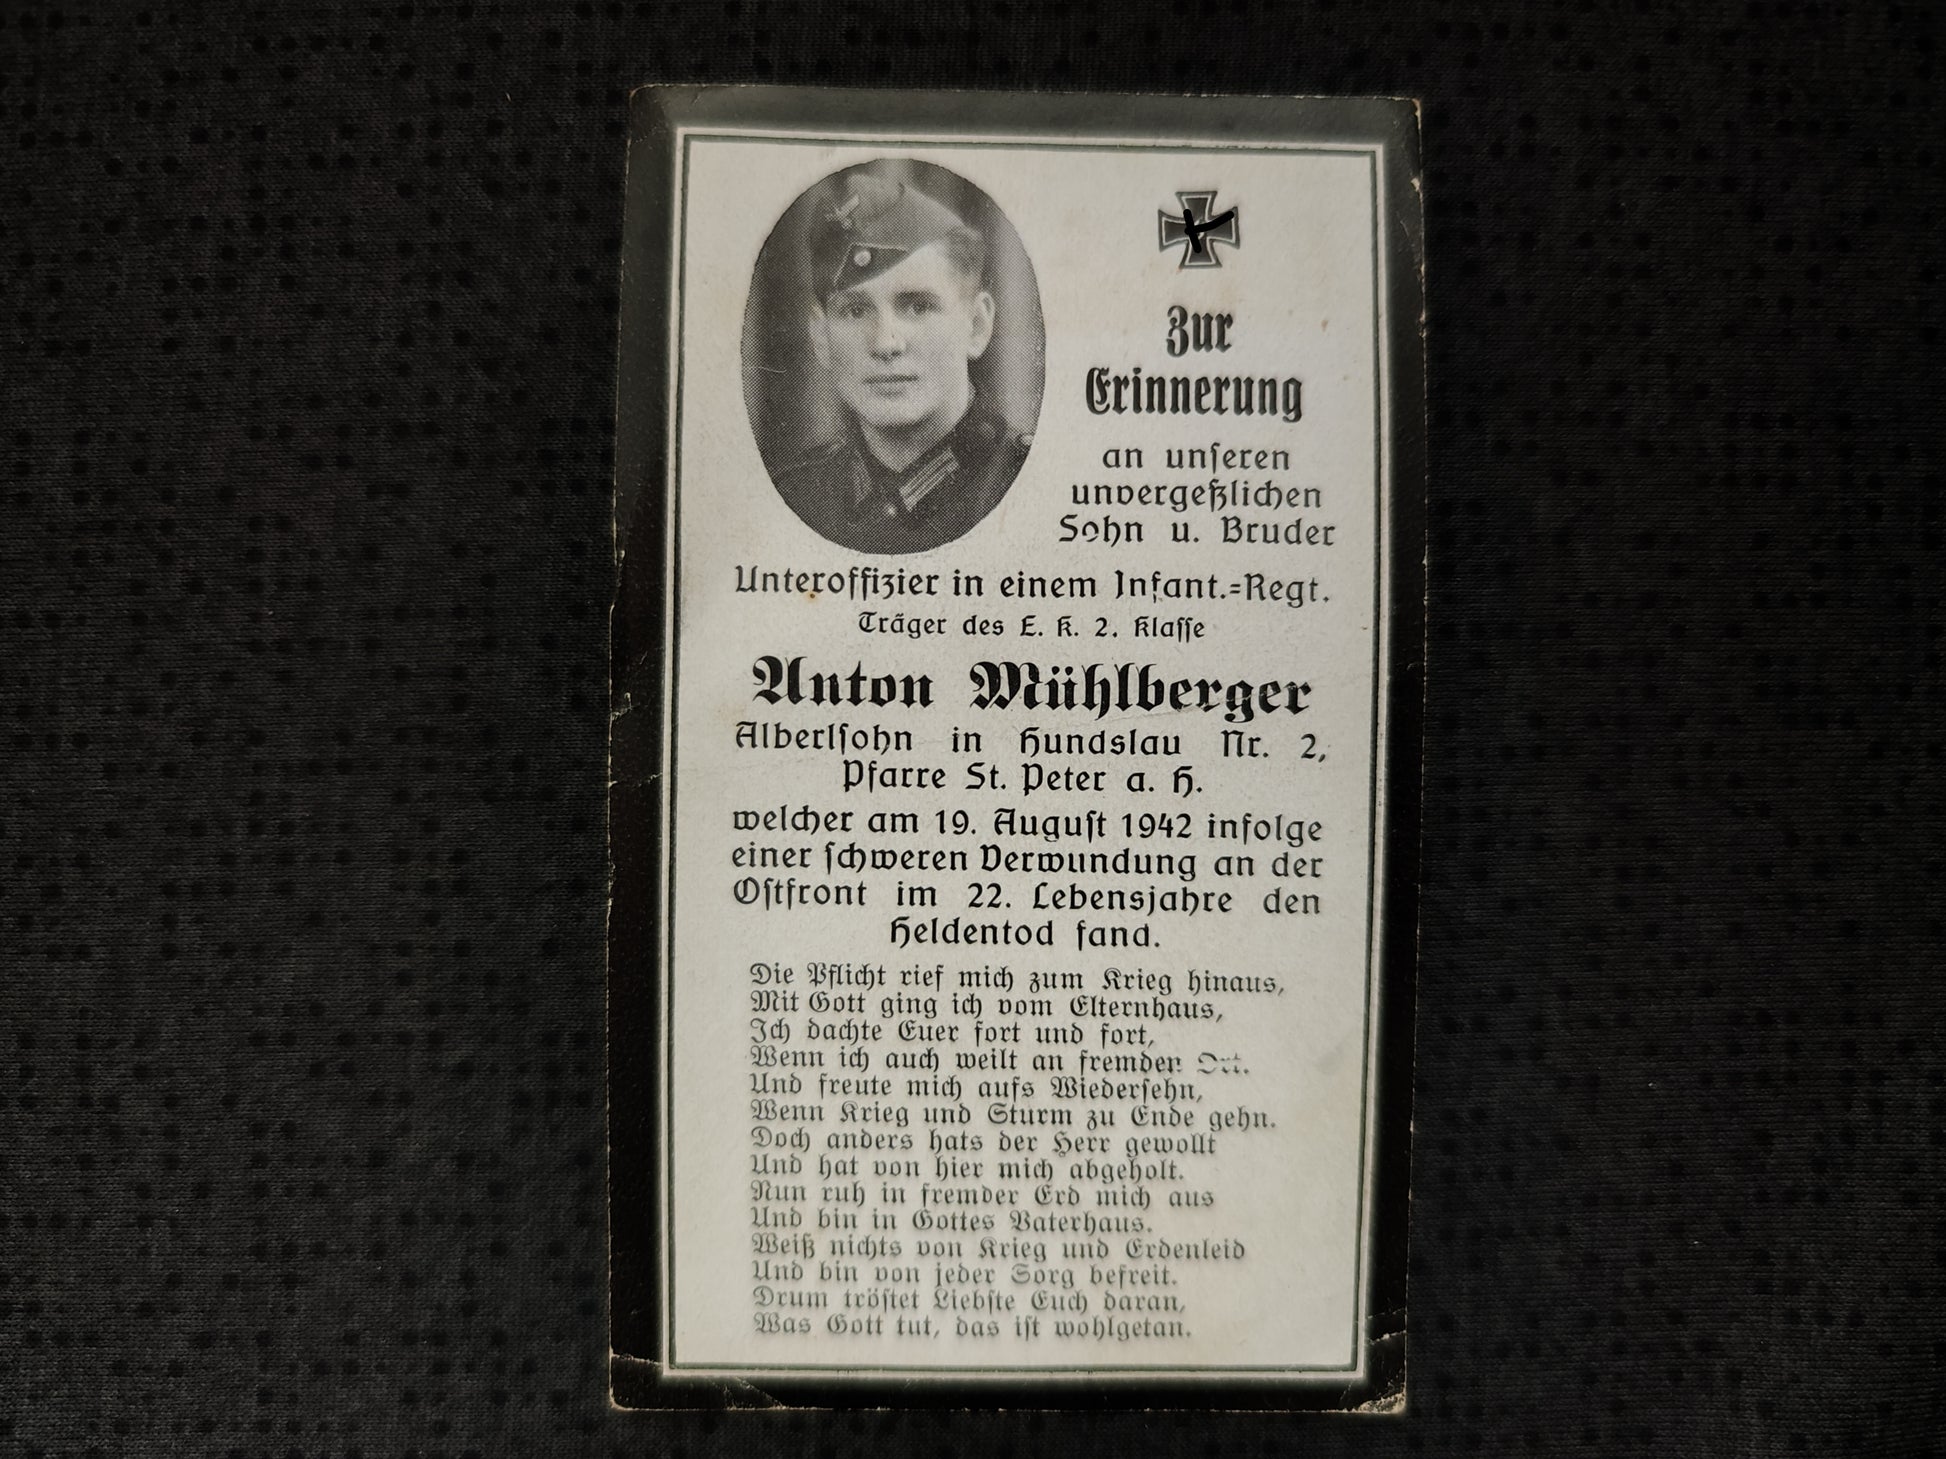 Zur
Erinnerung
an unseren
unvergeßlichen
Sohn u. Bruder
Unteroffizier in einem Infant.=Regt.
Träger des E. K. 2. Klasse
Anton Mühlberger
Alberlsohn in Hundslau Nr. 2,
Pfarre St. Peter a. H.
welcher am 19. August 1942 infolge
einer schweren Verwundung an der
Ostfront im 22. Lebensjahre den
Heldentod fand.
Die Pflicht rief mich zum Krieg hinaus,
Mit Gott ging ich vom Elternhaus,
Ich dachte Euer fort und fort,
Wenn ich auch weilt an fremden Ort.
Und freute mich aufs Wiedersehn,
Wenn Krieg und Sturm zu Ende gehn.
Doch anders hats der Herr gewollt
Und hat von hier mich abgeholt.
Nun ruh in fremder Erd mich aus
Und bin in Gottes Vaterhaus.
Weiß nichts von Krieg und Erdenleid
Und bin von jeder Sorg befreit.
Drum tröstet Liebste Euch daran,
Was Gott tut, das ist wohlgetan.